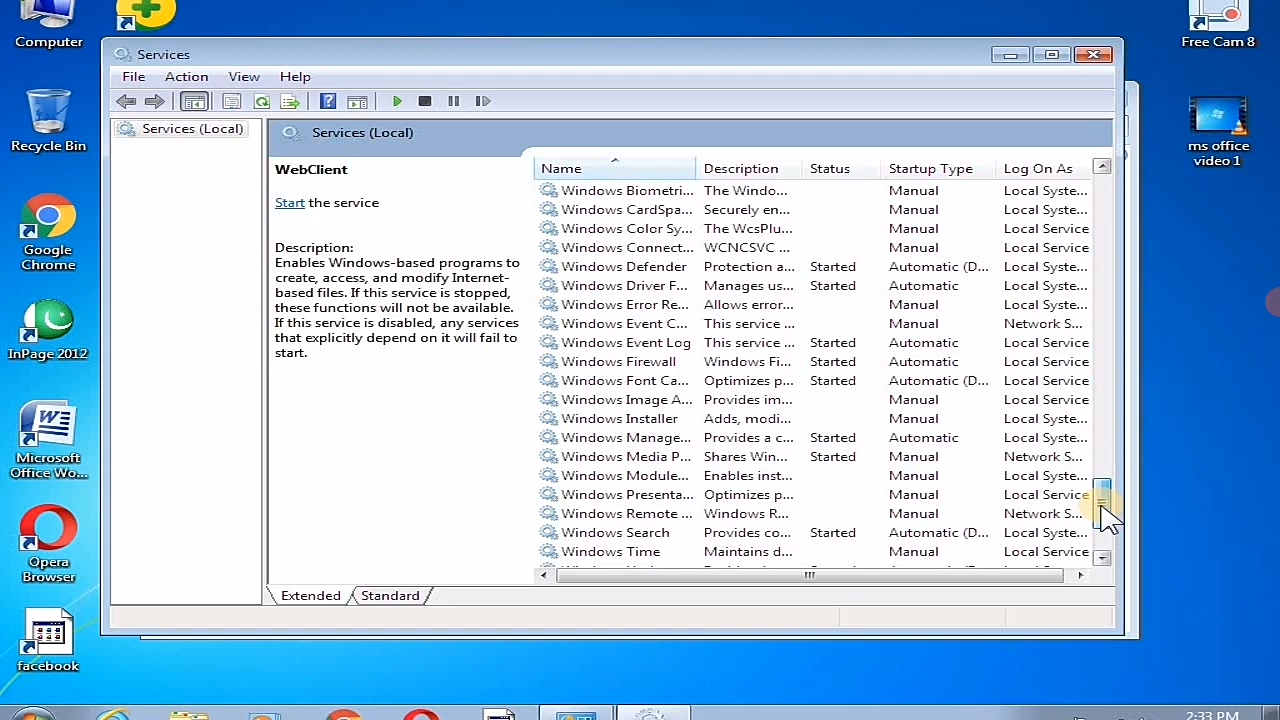 Computer
Free Cam 8
Recycle Bin
ms office
video 1
Google
Chrome
InPage 2012
Microsoft
Office Wo...
Opera
Browser
facebook
Services
File Action View Help
Services (Local)
Services (Local)
WebClient
Start the service
Description:
Enables Windows-based programs to
create, access, and modify Internet-
based files. If this service is stopped,
these functions will not be available.
If this service is disabled, any services
that explicitly depend on it will fail to
start.
Name Description Status Startup Type Log On As
Windows Biometri... The Windo... Manual Local Syste...
Windows CardSpa... Securely en... Manual Local Syste...
Windows Color Sy... The WcsPlu... Manual Local Service
Windows Connect... WCNCSVC ... Manual Local Service
Windows Defender Protection a... Started Automatic (D... Local Syste...
Windows Driver F... Manages us... Started Automatic Local Syste...
Windows Error Re... Allows error... Manual Local Syste...
Windows Event C... This service ... Manual Network S...
Windows Event Log This service ... Started Automatic Local Service
Windows Firewall Windows Fi... Started Automatic Local Service
Windows Font Ca... Optimizes p... Started Automatic (D... Local Service
Windows Image A... Provides im... Manual Local Service
Windows Installer Adds, modi... Manual Local Syste...
Windows Manage... Provides a c... Started Automatic Local Syste...
Windows Media P... Shares Win... Started Manual Network S...
Windows Module... Enables inst... Manual Local Syste...
Windows Presenta... Optimizes p... Manual Local Service
Windows Remote ... Windows R... Manual Network S...
Windows Search Provides co... Started Automatic (D... Local Syste...
Windows Time Maintains d... Manual Local Service
Extended Standard
2:33 PM